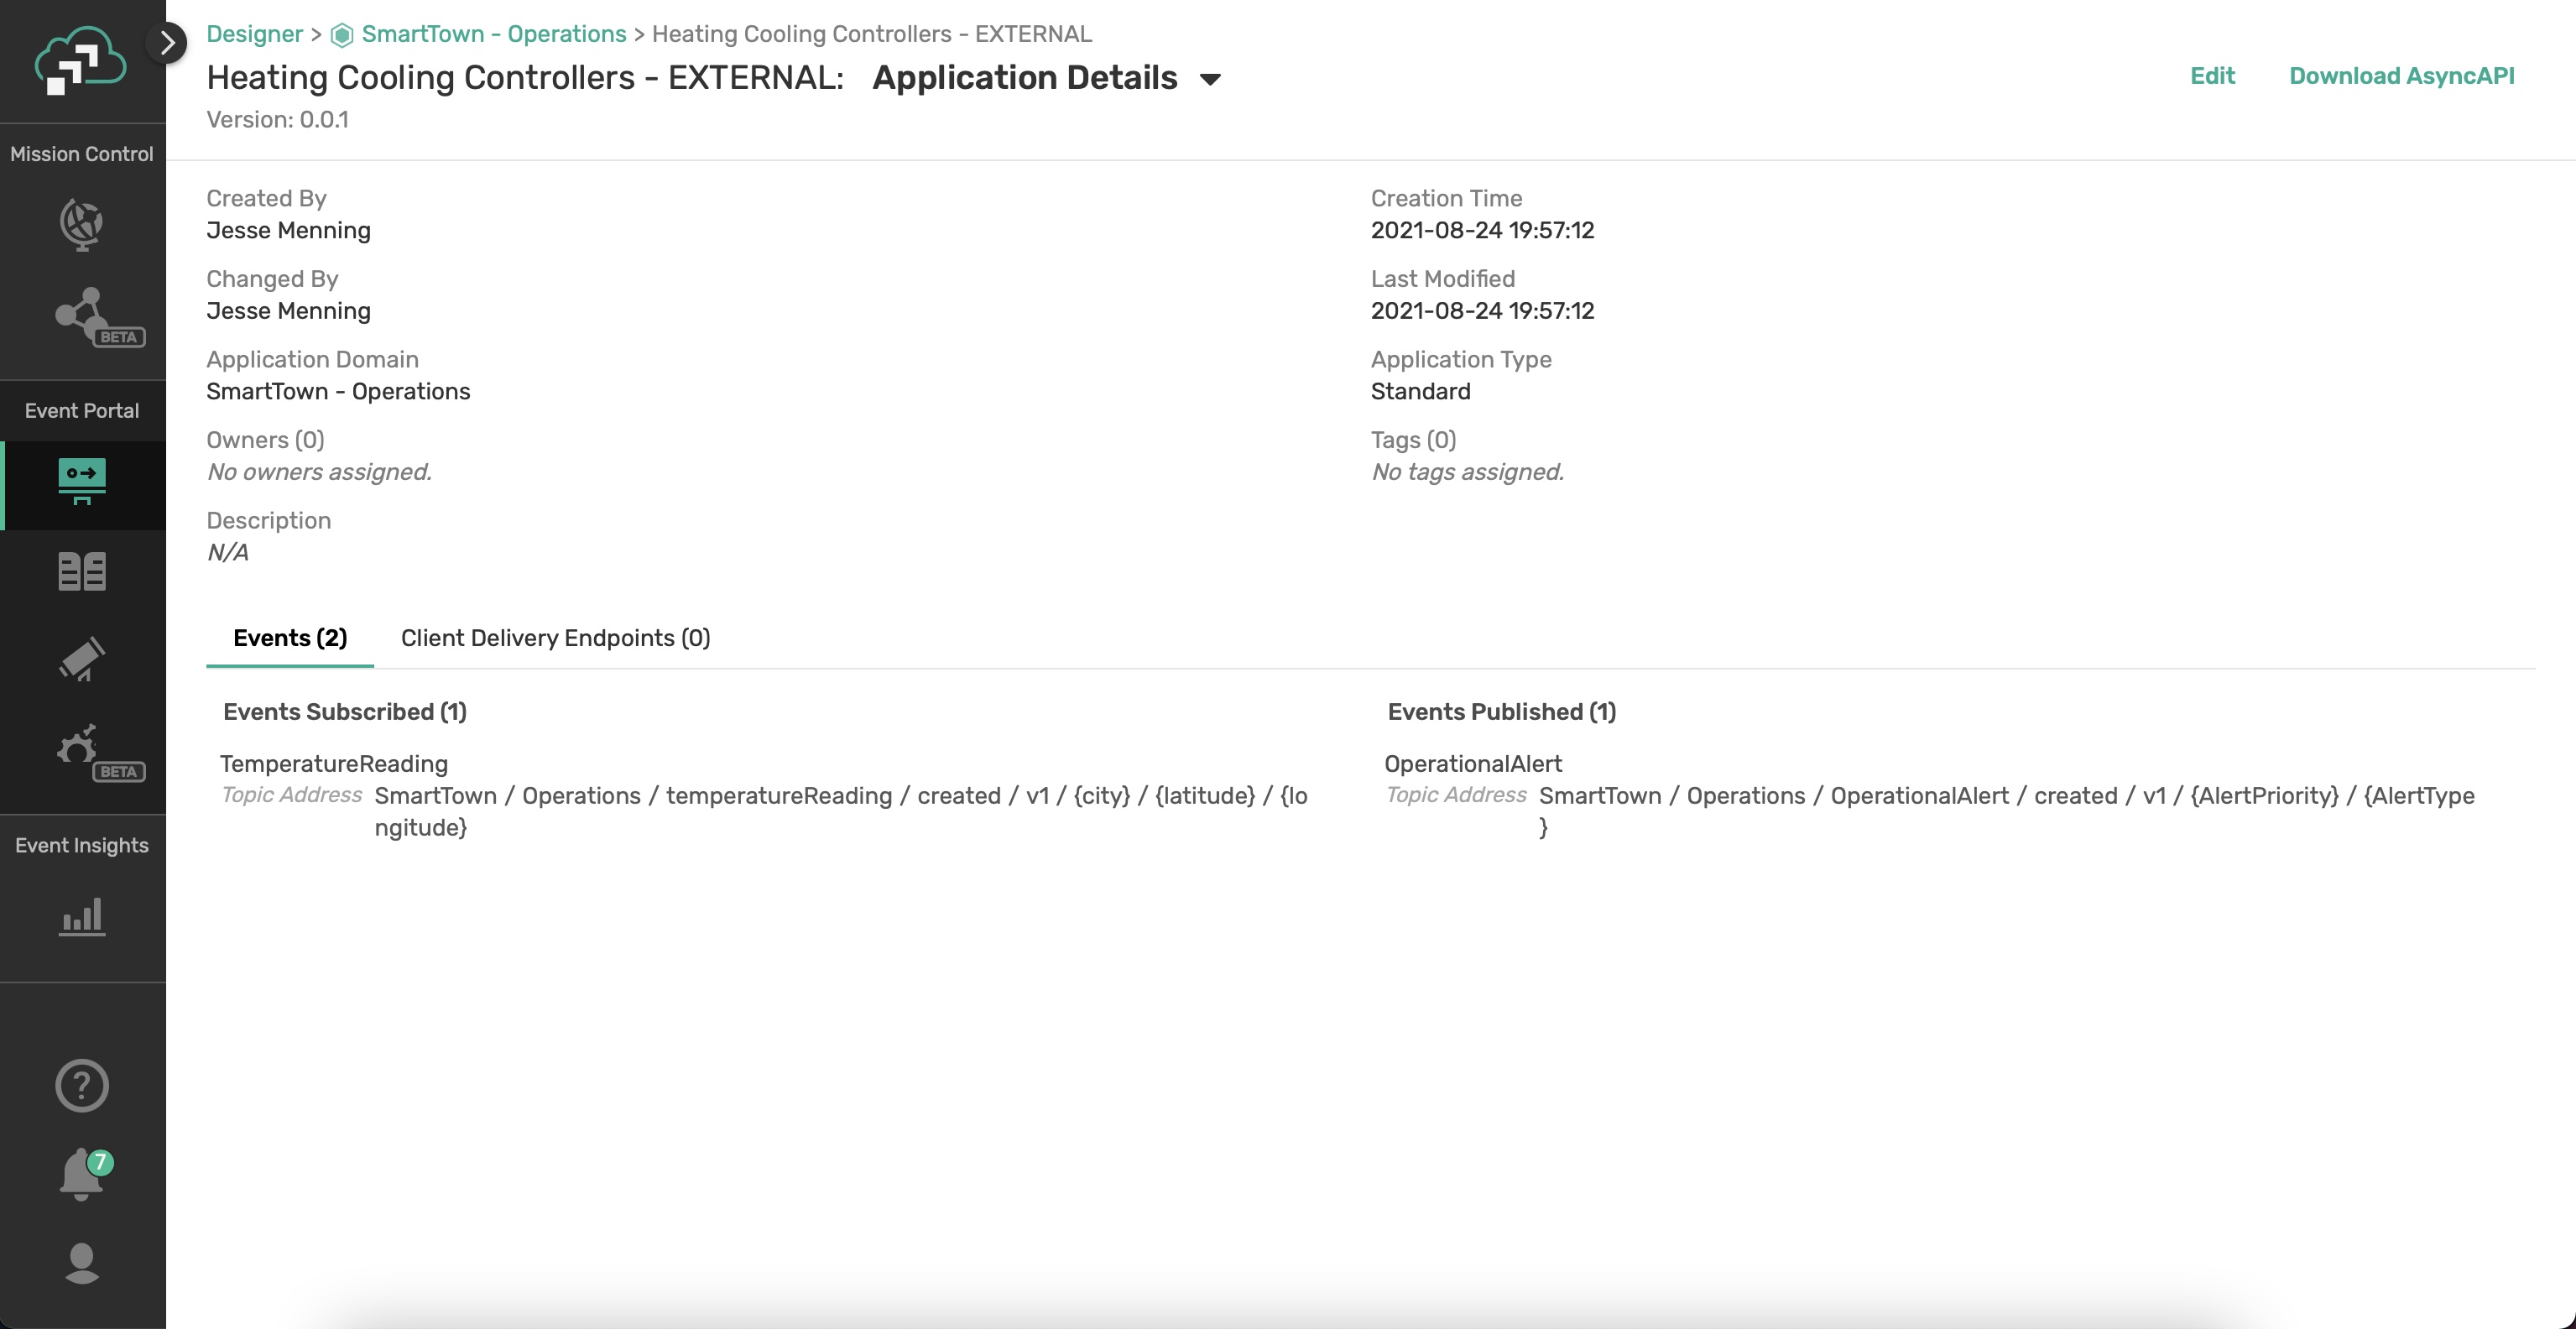 Designer > SmartTown - Operations > Heating Cooling Controllers - EXTERNAL
Heating Cooling Controllers - EXTERNAL: Application Details
Edit
Download AsyncAPI
Version: 0.0.1
Mission Control
BETA
Event Portal
BETA
Event Insights
7
Created By
Jesse Menning
Creation Time
2021-08-24 19:57:12
Changed By
Jesse Menning
Last Modified
2021-08-24 19:57:12
Application Domain
SmartTown - Operations
Application Type
Standard
Owners (0)
No owners assigned.
Tags (0)
No tags assigned.
Description
N/A
Events (2)
Client Delivery Endpoints (0)
Events Subscribed (1)
TemperatureReading
Topic Address SmartTown / Operations / temperatureReading / created / v1 / {city} / {latitude} / {lo
ngitude}
Events Published (1)
OperationalAlert
Topic Address SmartTown / Operations / OperationalAlert / created / v1 / {AlertPriority} / {AlertType
}